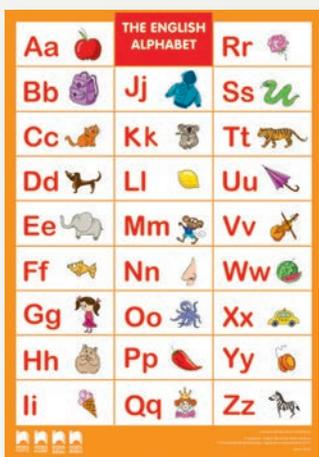 THE ENGLISH
ALPHABET
Aa
Bb
Cc
Dd
Ee
Ff
Gg
Hh
Ii
Jj
Kk
Ll
Mm
Nn
Oo
Pp
Qq
Rr
Ss
Tt
Uu
Vv
Ww
Xx
Yy
Zz